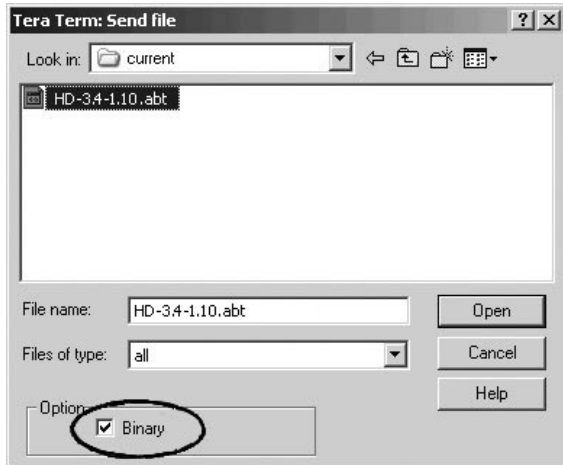 Tera Term: Send file
Look in: current
HD-3.4-1.10.abt
File name: HD-3.4-1.10.abt Open
Files of type: all Cancel
Help
Option
Binary